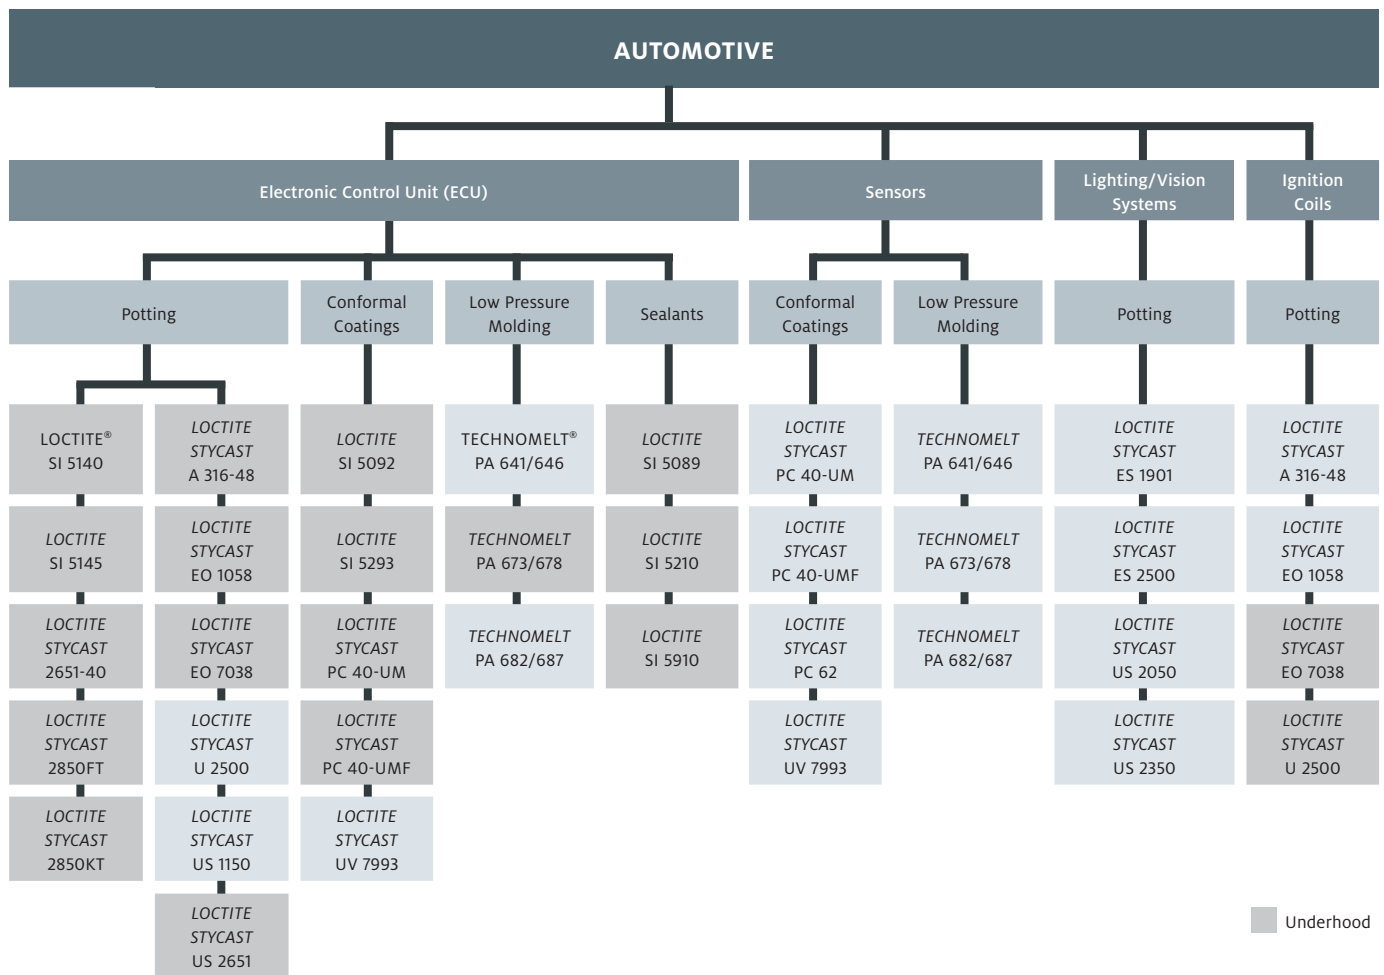 AUTOMOTIVE
Electronic Control Unit (ECU)
Sensors
Lighting/Vision
Systems
Ignition
Coils
Potting
Conformal
Coatings
Low Pressure
Molding
Sealants
Conformal
Coatings
Low Pressure
Molding
Potting
Potting
LOCTITE®
SI 5140
LOCTITE
SI 5145
LOCTITE
STYCAST
2651-40
LOCTITE
STYCAST
2850FT
LOCTITE
STYCAST
2850KT
LOCTITE
STYCAST
A 316-48
LOCTITE
STYCAST
EO 1058
LOCTITE
STYCAST
EO 7038
LOCTITE
STYCAST
U 2500
LOCTITE
STYCAST
US 1150
LOCTITE
STYCAST
US 2651
LOCTITE
SI 5092
LOCTITE
SI 5293
LOCTITE
STYCAST
PC 40-UM
LOCTITE
STYCAST
PC 40-UMF
LOCTITE
STYCAST
UV 7993
TECHNOMELT®
PA 641/646
TECHNOMELT
PA 673/678
TECHNOMELT
PA 682/687
LOCTITE
SI 5089
LOCTITE
SI 5210
LOCTITE
SI 5910
LOCTITE
STYCAST
PC 40-UM
LOCTITE
STYCAST
PC 40-UMF
LOCTITE
STYCAST
PC 62
LOCTITE
STYCAST
UV 7993
TECHNOMELT
PA 641/646
TECHNOMELT
PA 673/678
TECHNOMELT
PA 682/687
LOCTITE
STYCAST
ES 1901
LOCTITE
STYCAST
ES 2500
LOCTITE
STYCAST
US 2050
LOCTITE
STYCAST
US 2350
LOCTITE
STYCAST
A 316-48
LOCTITE
STYCAST
EO 1058
LOCTITE
STYCAST
EO 7038
LOCTITE
STYCAST
U 2500
Underhood